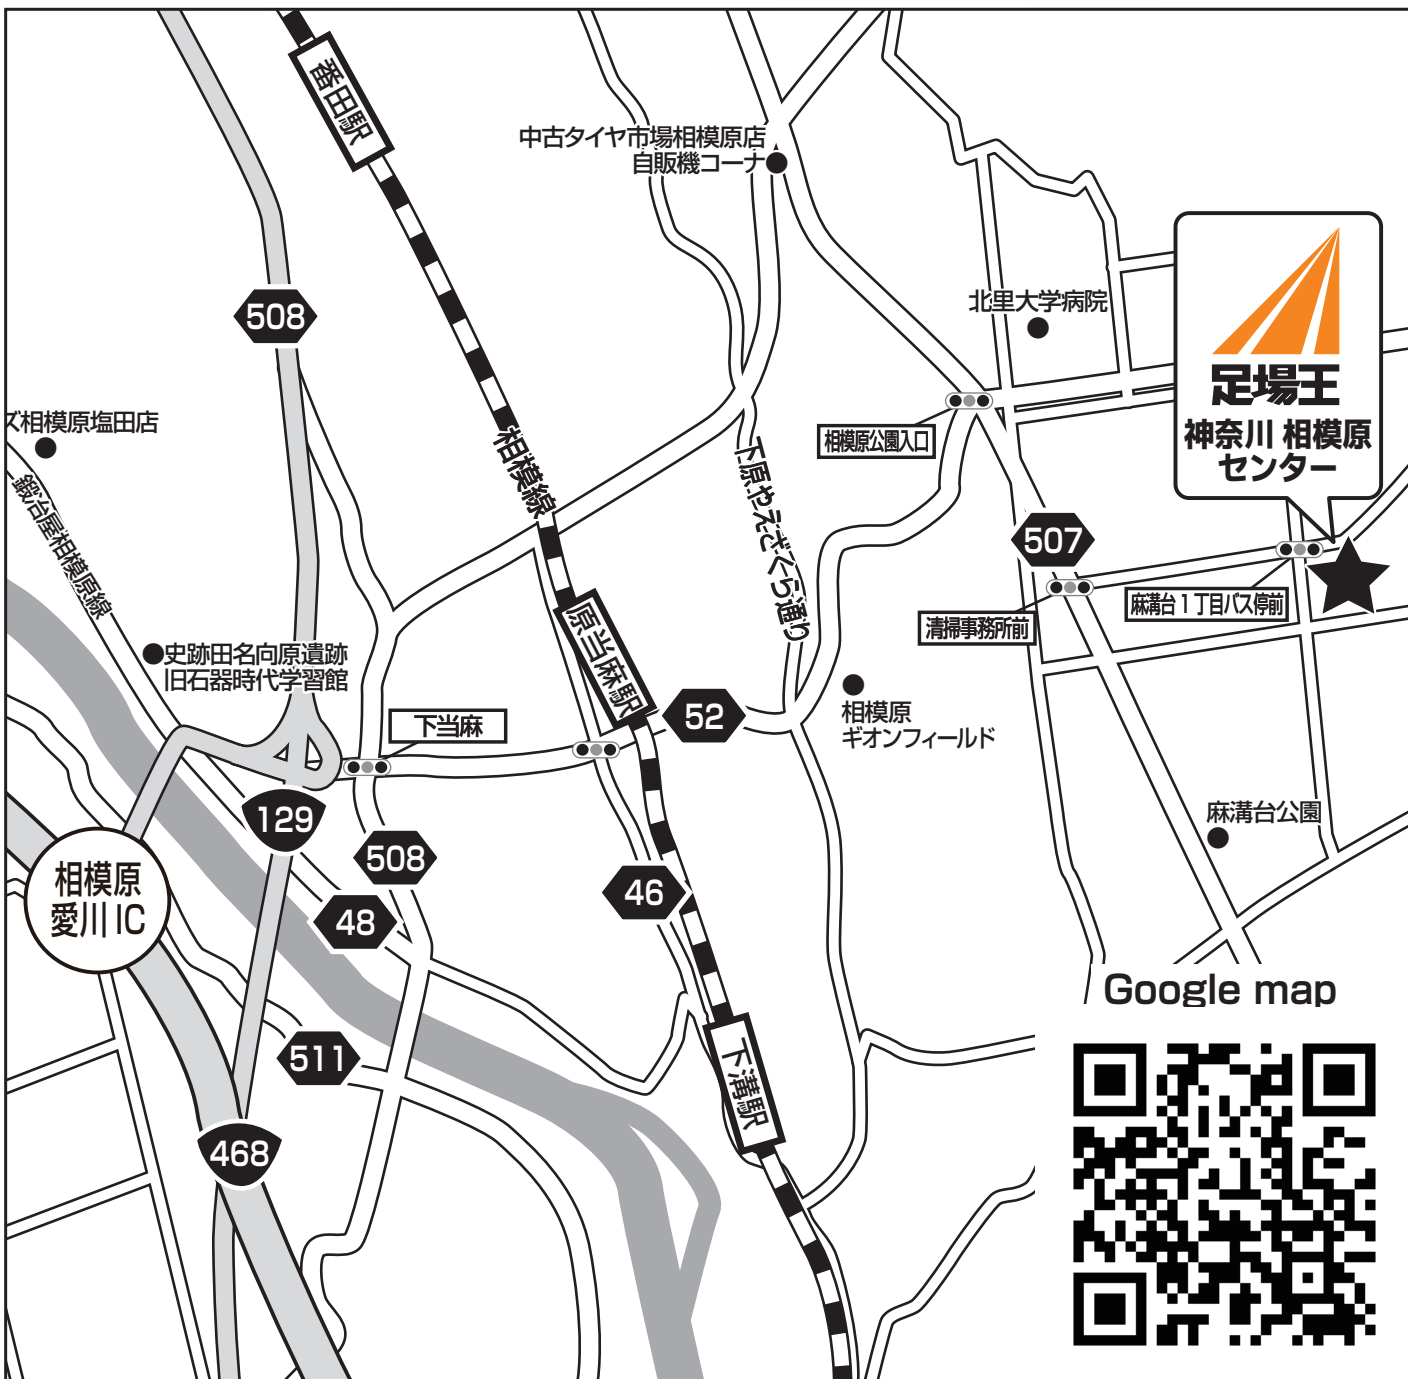 番田駅
中古タイヤ市場相模原店
自販機コーナ
508
北里大学病院
足場王
神奈川 相模原
センター
ズ相模原塩田店
相模原公園入口
相模線
下原やえざくら通り
鍛冶屋相模原線
507
麻溝台1丁目バス停前
清掃事務所前
史跡田名向原遺跡
旧石器時代学習館
原当麻駅
下当麻
52
相模原
ギオンフィールド
129
麻溝台公園
508
相模原
愛川IC
46
48
Google map
511
下溝駅
468